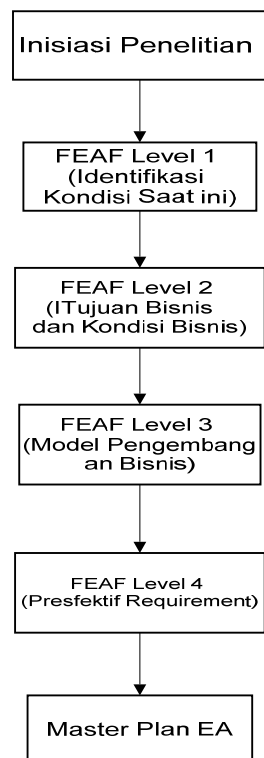 Inisiasi Penelitian
FEAF Level 1
(Identifikasi
Kondisi Saat ini)
FEAF Level 2
(ITujuan Bisnis
dan Kondisi Bisnis)
FEAF Level 3
(Model Pengembang
an Bisnis)
FEAF Level 4
(Presfektif Requirement)
Master Plan EA